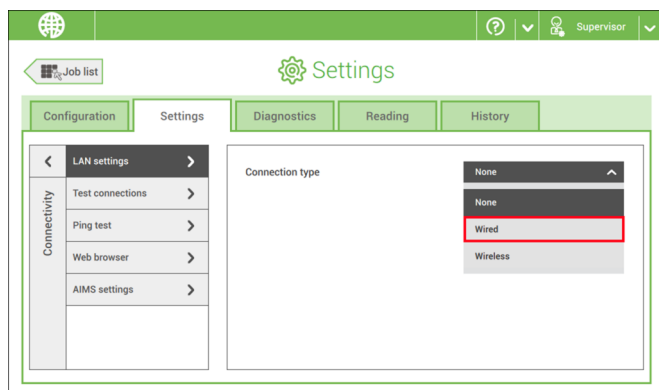 Supervisor
Job list
Settings
Configuration
Settings
Diagnostics
Reading
History
Connectivity
LAN settings
Test connections
Ping test
Web browser
AIMS settings
Connection type
None
None
Wired
Wireless